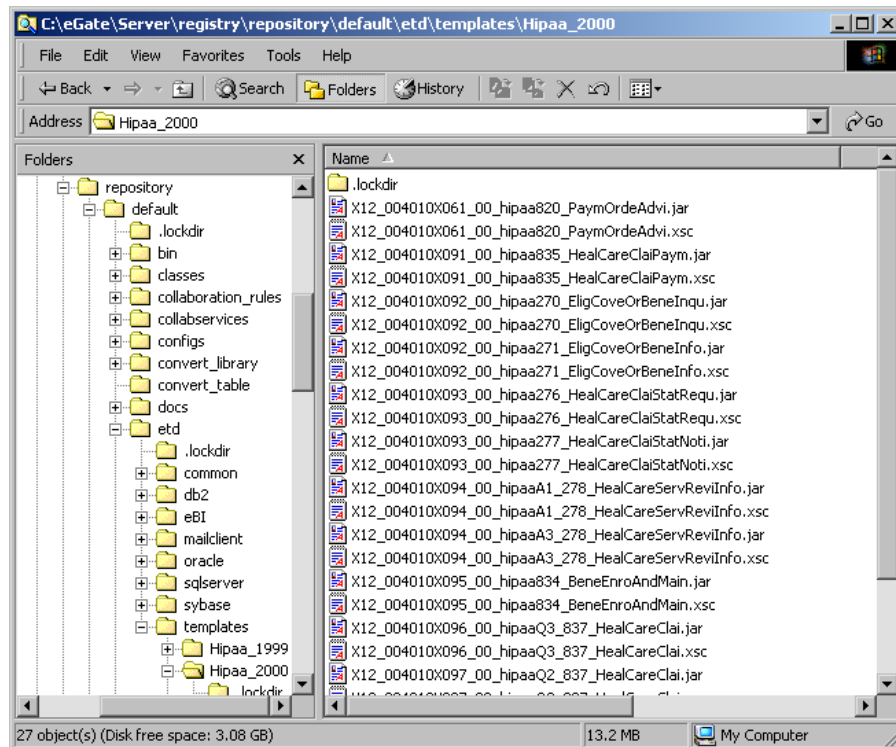 C:\eGate\Server\registry\repository\default\etd\templates\Hipaa_2000
File Edit View Favorites Tools Help
Back Search Folders History
Address Hipaa_2000 Go
Folders
repository
default
.lockdir
bin
classes
collaboration_rules
collabservices
configs
convert_library
convert_table
docs
etd
.lockdir
common
db2
eBI
mailclient
oracle
sqlserver
sybase
templates
Hipaa_1999
Hipaa_2000
lockdir
Name
.lockdir
X12_004010X061_00_hipaa820_PaymOrdeAdvi.jar
X12_004010X061_00_hipaa820_PaymOrdeAdvi.xsc
X12_004010X091_00_hipaa835_HealCareClaiPaym.jar
X12_004010X091_00_hipaa835_HealCareClaiPaym.xsc
X12_004010X092_00_hipaa270_EligCoveOrBeneInqu.jar
X12_004010X092_00_hipaa270_EligCoveOrBeneInqu.xsc
X12_004010X092_00_hipaa271_EligCoveOrBeneInfo.jar
X12_004010X092_00_hipaa271_EligCoveOrBeneInfo.xsc
X12_004010X093_00_hipaa276_HealCareClaiStatRequ.jar
X12_004010X093_00_hipaa276_HealCareClaiStatRequ.xsc
X12_004010X093_00_hipaa277_HealCareClaiStatNoti.jar
X12_004010X093_00_hipaa277_HealCareClaiStatNoti.xsc
X12_004010X094_00_hipaaA1_278_HealCareServReviInfo.jar
X12_004010X094_00_hipaaA1_278_HealCareServReviInfo.xsc
X12_004010X094_00_hipaaA3_278_HealCareServReviInfo.jar
X12_004010X094_00_hipaaA3_278_HealCareServReviInfo.xsc
X12_004010X095_00_hipaa834_BeneEnroAndMain.jar
X12_004010X095_00_hipaa834_BeneEnroAndMain.xsc
X12_004010X096_00_hipaaQ3_837_HealCareClai.jar
X12_004010X096_00_hipaaQ3_837_HealCareClai.xsc
X12_004010X097_00_hipaaQ2_837_HealCareClai.jar
27 object(s) (Disk free space: 3.08 GB) 13.2 MB My Computer